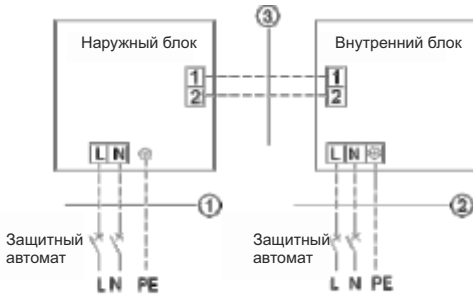 3
Наружный блок
Внутренний блок
1
2
1
2
L N
L N
1
2
Защитный
автомат
Защитный
автомат
L N PE
L N PE